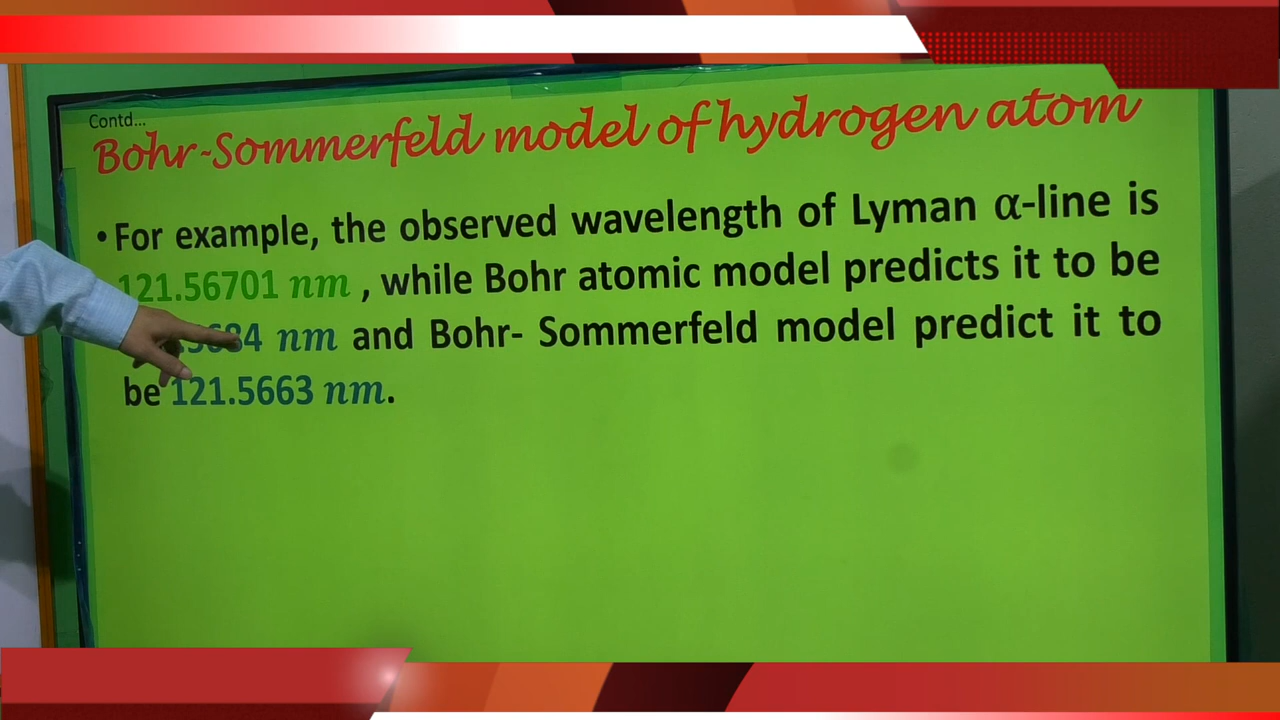 Contd...
Bohr-Sommerfeld model of hydrogen atom
• For example, the observed wavelength of Lyman α-line is
121.56701 nm , while Bohr atomic model predicts it to be
nm and Bohr- Sommerfeld model predict it to
be 121.5663 nm.